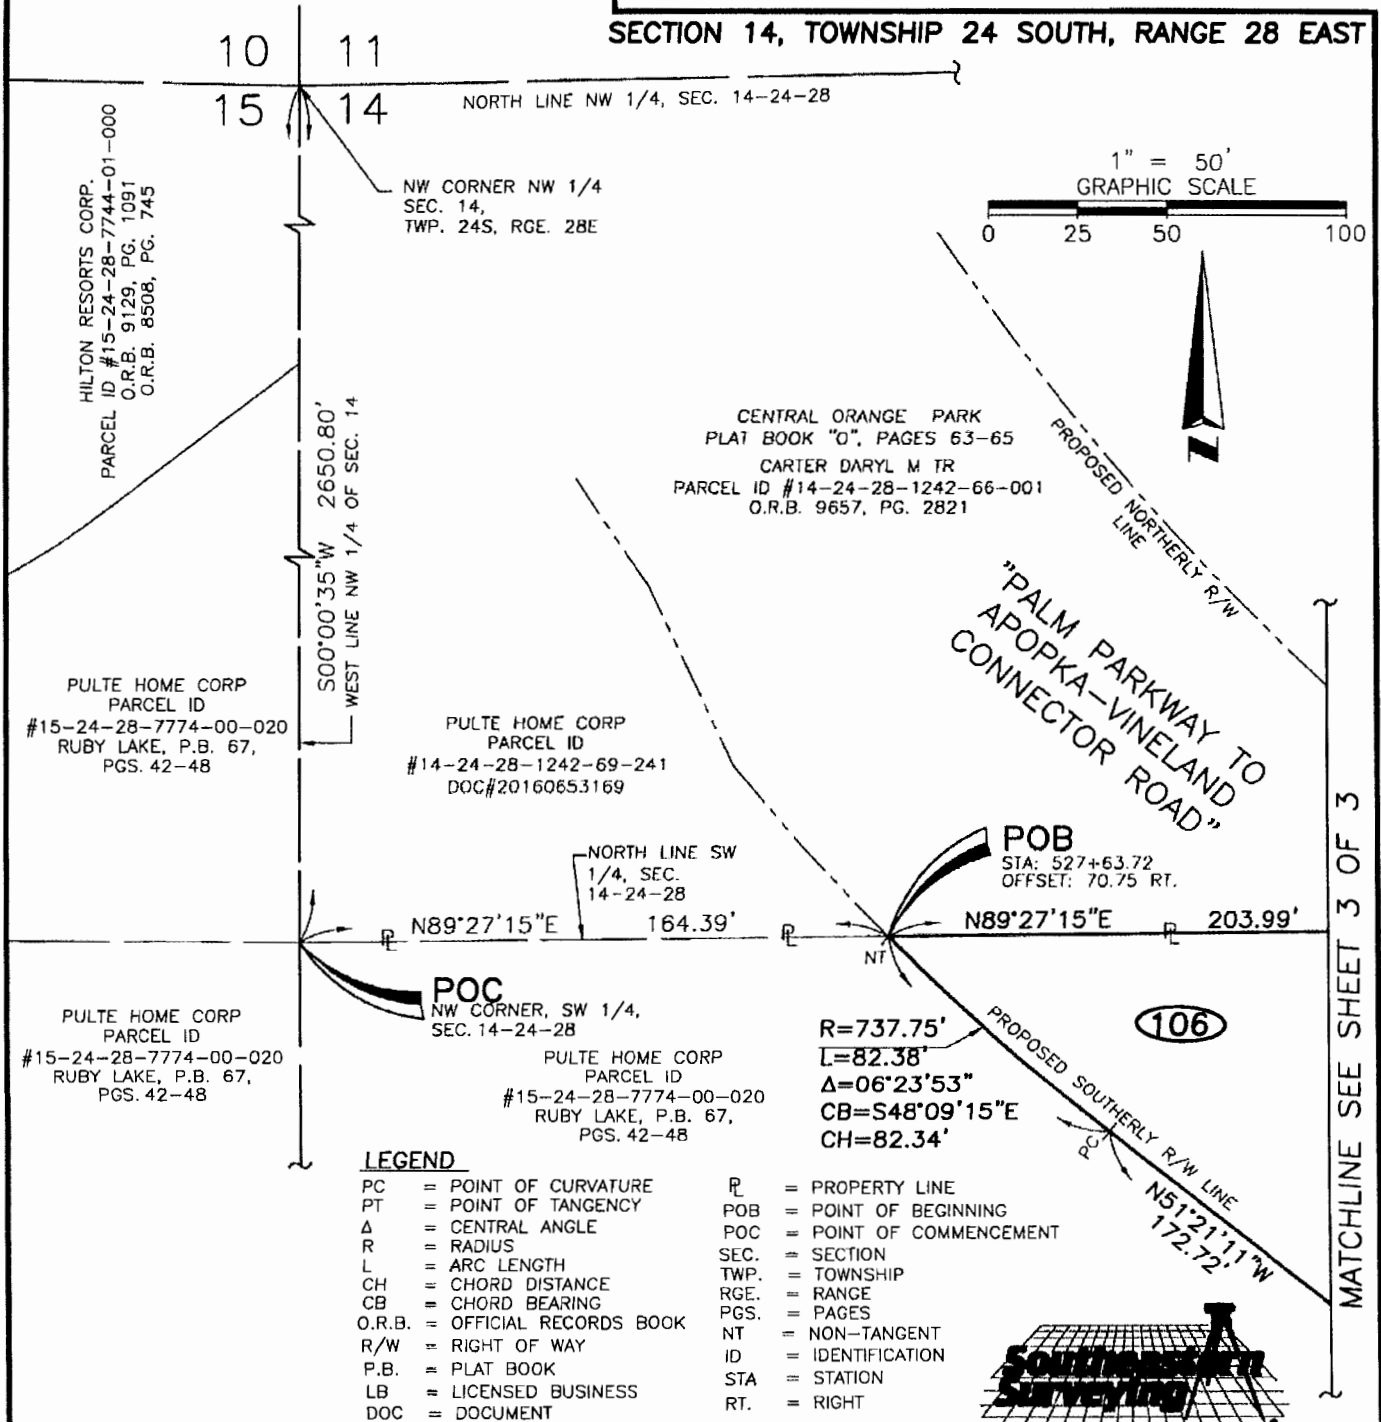 SECTION 14, TOWNSHIP 24 SOUTH, RANGE 28 EAST
10 11
15 14
NORTH LINE NW 1/4, SEC. 14-24-28
NW CORNER NW 1/4
SEC. 14,
TWP. 24S, RGE. 28E
1" = 50'
GRAPHIC SCALE
0 25 50 100
HILTON RESORTS CORP.
PARCEL ID #15-24-28-7744-01-000
O.R.B. 9129, PG. 1091
O.R.B. 8508, PG. 745
S00°00'35"W 2650.80'
WEST LINE NW 1/4 OF SEC. 14
CENTRAL ORANGE PARK
PLAT BOOK "O", PAGES 63-65
CARTER DARYL M TR
PARCEL ID #14-24-28-1242-66-001
O.R.B. 9657, PG. 2821
PROPOSED NORTHERLY R/W
LINE
"PALM PARKWAY TO
APOPKA-VINELAND
CONNECTOR ROAD"
PULTE HOME CORP
PARCEL ID
#15-24-28-7774-00-020
RUBY LAKE, P.B. 67,
PGS. 42-48
PULTE HOME CORP
PARCEL ID
#14-24-28-1242-69-241
DOC#20160653169
NORTH LINE SW
1/4, SEC.
14-24-28
POB
STA: 527+63.72
OFFSET: 70.75 RT.
N89°27'15"E 164.39'
PL
PL
N89°27'15"E 203.99'
PL
NT
POC
NW CORNER, SW 1/4,
SEC. 14-24-28
PULTE HOME CORP
PARCEL ID
#15-24-28-7774-00-020
RUBY LAKE, P.B. 67,
PGS. 42-48
PULTE HOME CORP
PARCEL ID
#15-24-28-7774-00-020
RUBY LAKE, P.B. 67,
PGS. 42-48
R=737.75'
L=82.38'
Δ=06°23'53"
CB=S48°09'15"E
CH=82.34'
106
PROPOSED SOUTHERLY R/W LINE
PC
N51°21'11"W
172.72'
MATCHLINE SEE SHEET 3 OF 3
LEGEND
PC = POINT OF CURVATURE
PT = POINT OF TANGENCY
Δ = CENTRAL ANGLE
R = RADIUS
L = ARC LENGTH
CH = CHORD DISTANCE
CB = CHORD BEARING
O.R.B. = OFFICIAL RECORDS BOOK
R/W = RIGHT OF WAY
P.B. = PLAT BOOK
LB = LICENSED BUSINESS
DOC = DOCUMENT
PL = PROPERTY LINE
POB = POINT OF BEGINNING
POC = POINT OF COMMENCEMENT
SEC. = SECTION
TWP. = TOWNSHIP
RGE. = RANGE
PGS. = PAGES
NT = NON-TANGENT
ID = IDENTIFICATION
STA = STATION
RT. = RIGHT
N
Southeastern
Surveying